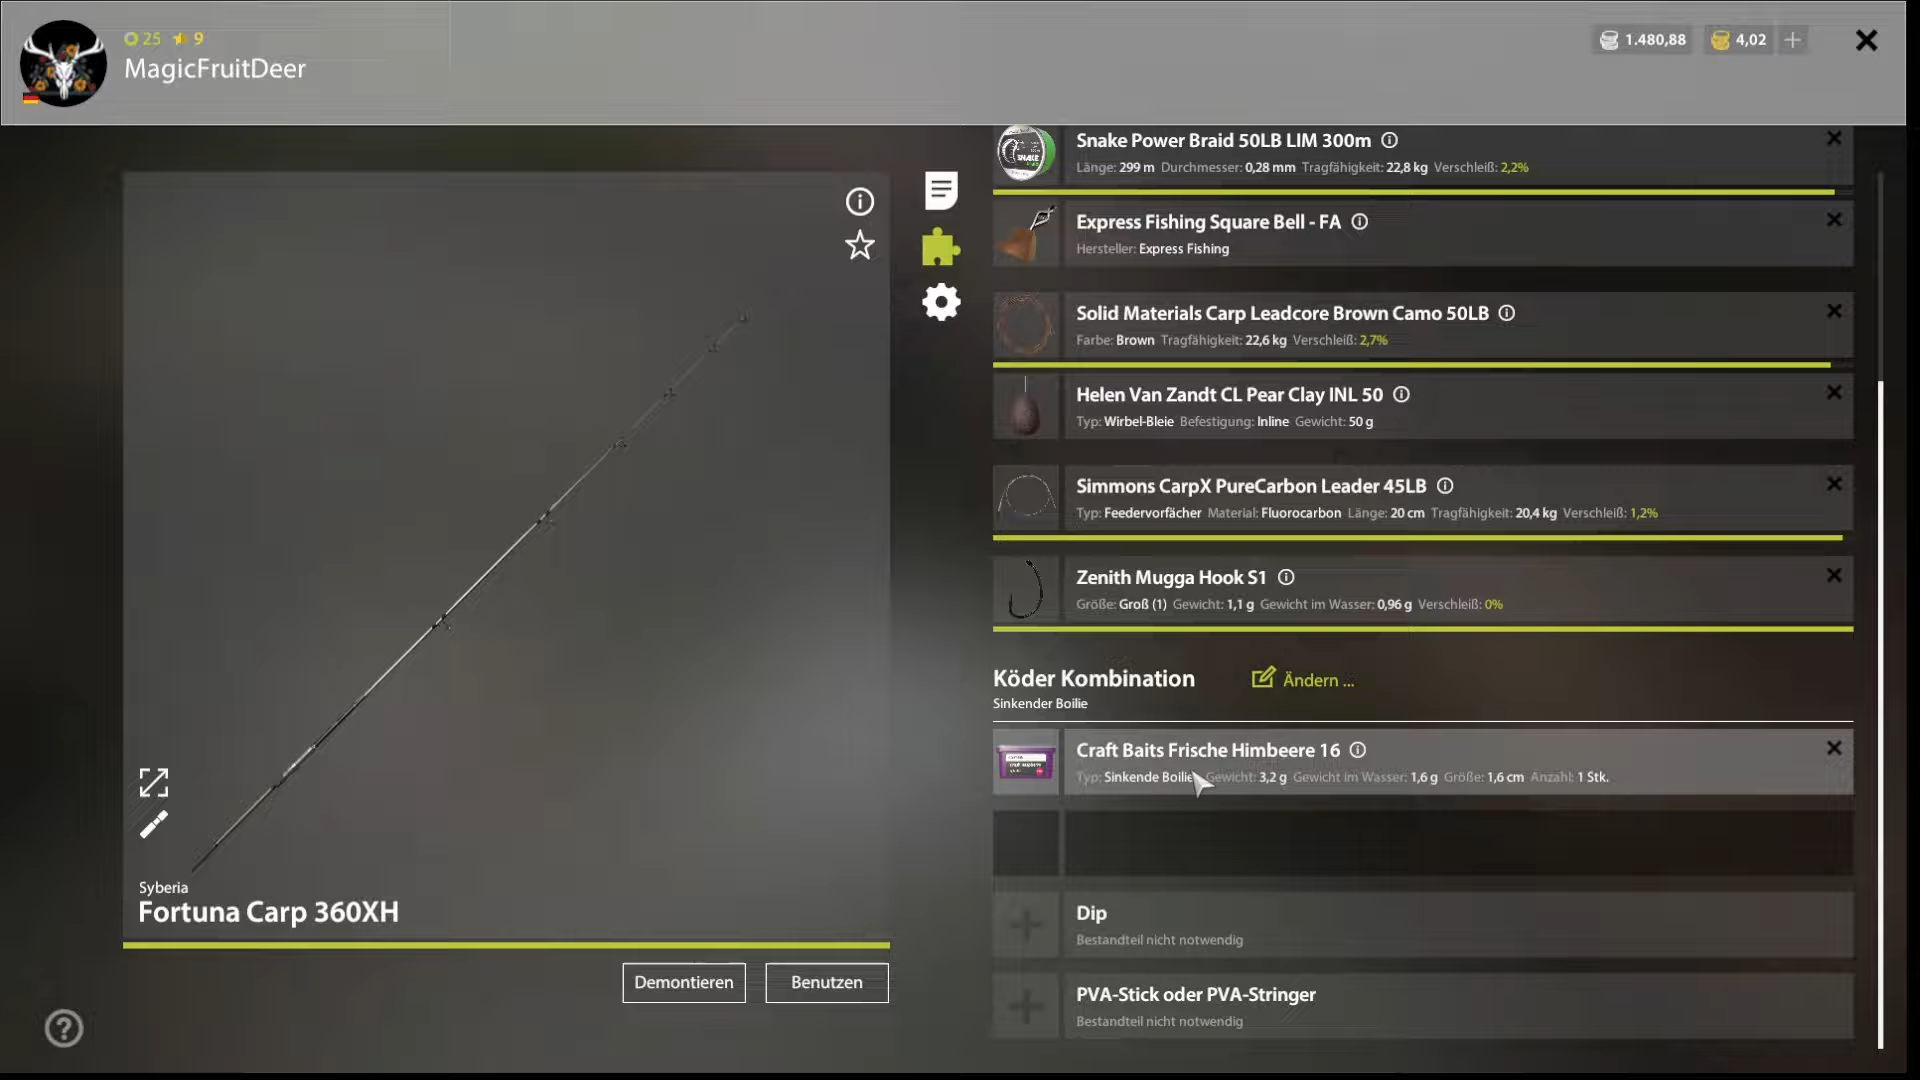 25 9
MagicFruitDeer
1.480,88 4,02
Snake Power Braid 50LB LIM 300m
Länge: 299 m Durchmesser: 0,28 mm Tragfähigkeit: 22,8 kg Verschleiß: 2,2%
Express Fishing Square Bell - FA
Hersteller: Express Fishing
Solid Materials Carp Leadcore Brown Camo 50LB
Farbe: Brown Tragfähigkeit: 22,6 kg Verschleiß: 2,7%
Helen Van Zandt CL Pear Clay INL 50
Typ: Wirbel-Bleie Befestigung: Inline Gewicht: 50 g
Simmons CarpX PureCarbon Leader 45LB
Typ: Feedervorfächer Material: Fluorocarbon Länge: 20 cm Tragfähigkeit: 20,4 kg Verschleiß: 1,2%
Zenith Mugga Hook S1
Größe: Groß (1) Gewicht: 1,1 g Gewicht im Wasser: 0,96 g Verschleiß: 0%
Köder Kombination Ändern ...
Sinkender Boilie
Craft Baits Frische Himbeere 16
Typ: Sinkende Boilie Gewicht: 3,2 g Gewicht im Wasser: 1,6 g Größe: 1,6 cm Anzahl: 1 Stk.
Dip
Bestandteil nicht notwendig
PVA-Stick oder PVA-Stringer
Bestandteil nicht notwendig
Syberia
Fortuna Carp 360XH
Demontieren Benutzen